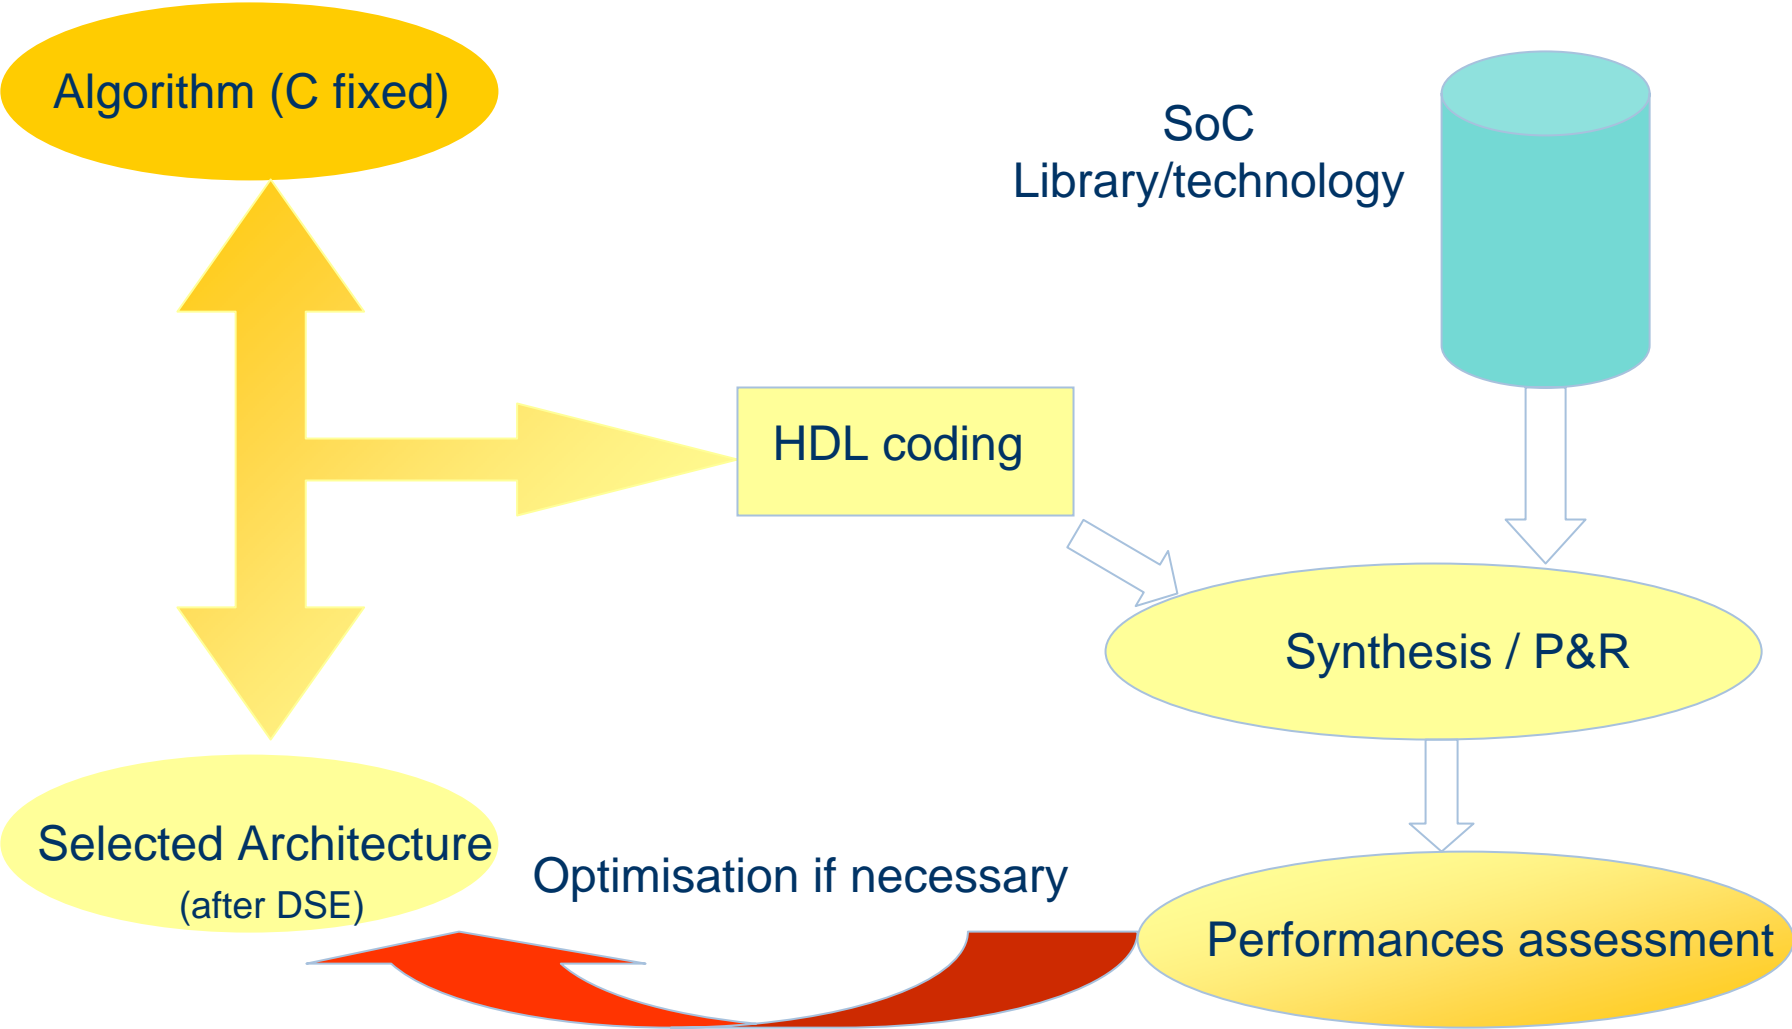 Algorithm (C fixed)
SoC
Library/technology
HDL coding
Synthesis / P&R
Selected Architecture
(after DSE)
Optimisation if necessary
Performances assessment